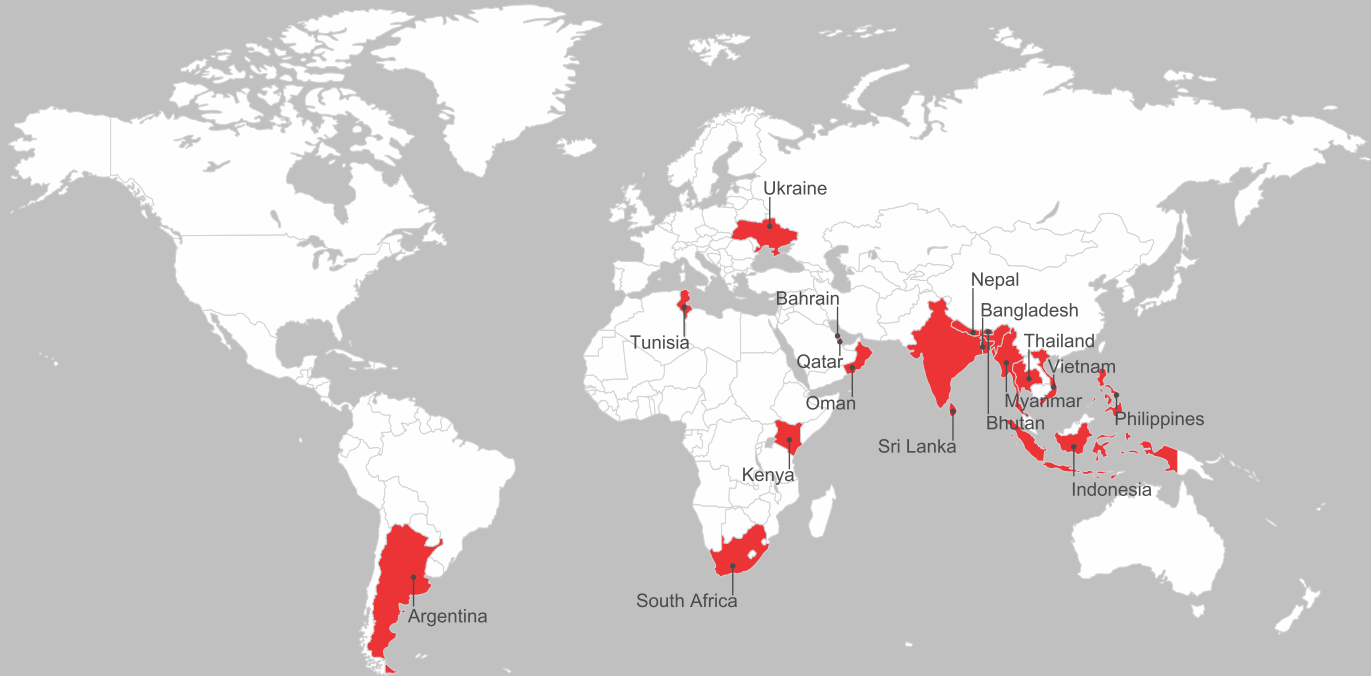 Ukraine
Nepal
Bahrain
Bangladesh
Tunisia
Thailand
Qatar
Vietnam
Oman
Myanmar
Philippines
Bhutan
Sri Lanka
Kenya
Indonesia
South Africa
Argentina